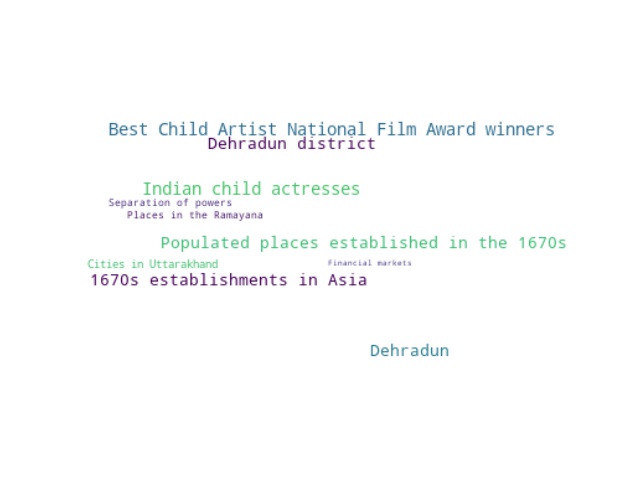 Best Child Artist National Film Award winners
Dehradun district
Indian child actresses
Separation of powers
Places in the Ramayana
Populated places established in the 1670s
Cities in Uttarakhand
Financial markets
1670s establishments in Asia
Dehradun